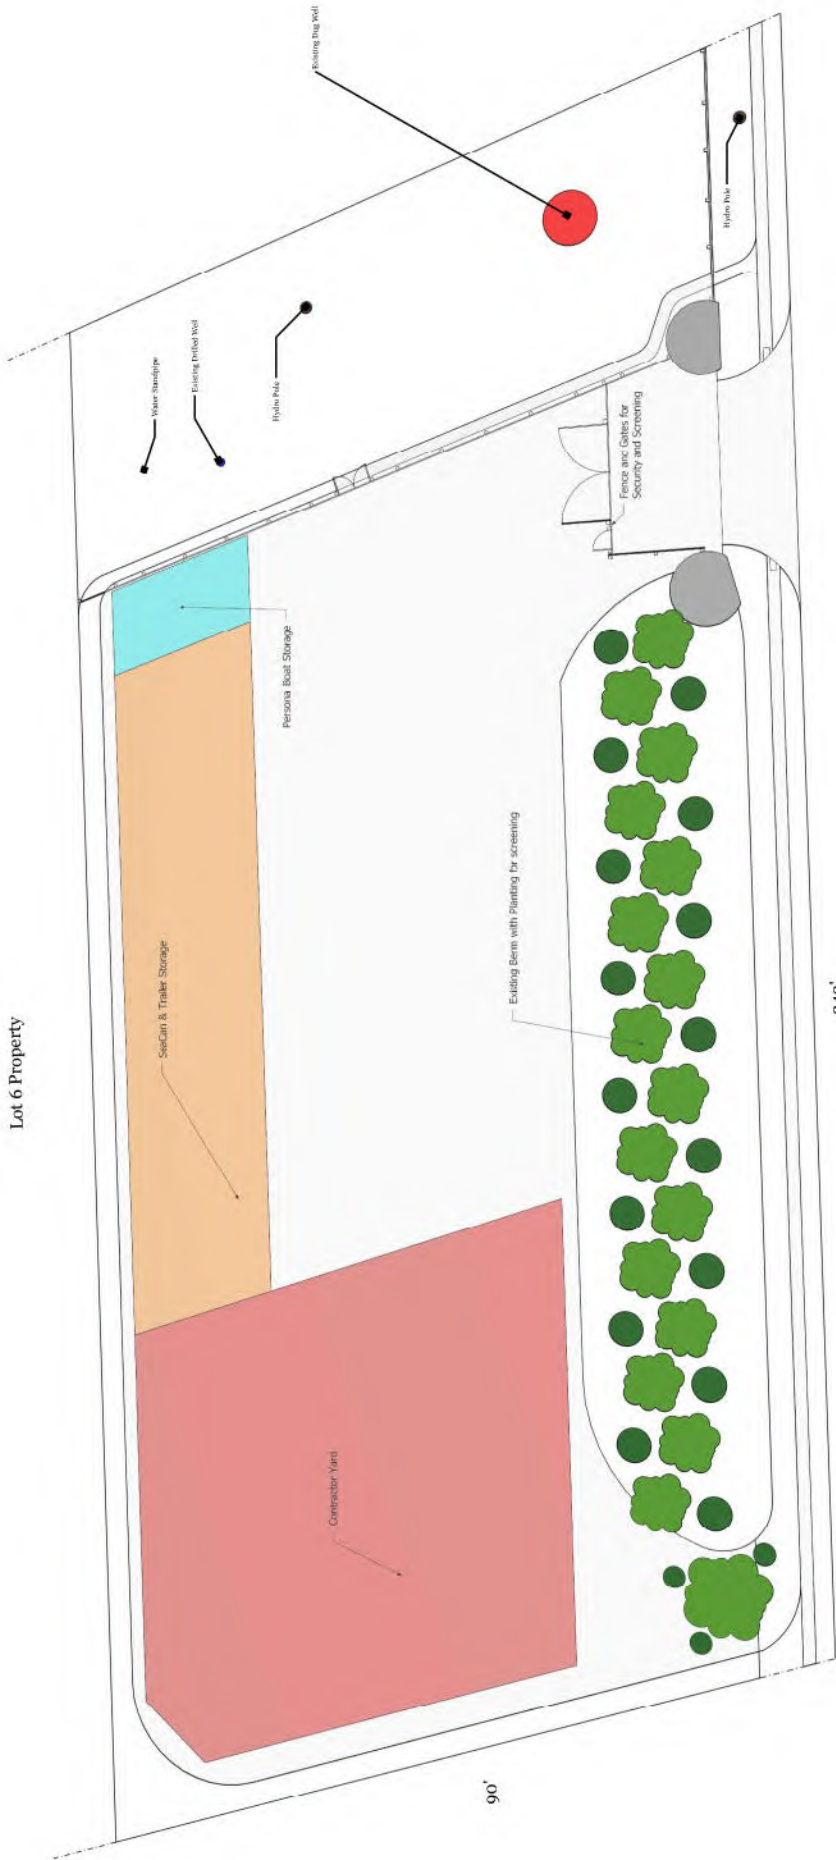 Lot 6 Property
Existing Dug Well
Hydro Pole
Water Standpipe
Existing Drilled Well
Hydro Pole
Fence and Gates for
Security and Screening
Persona Boat Storage
SeaCan & Trailer Storage
Existing Berm with Planting for screening
Contractor Yard
90'